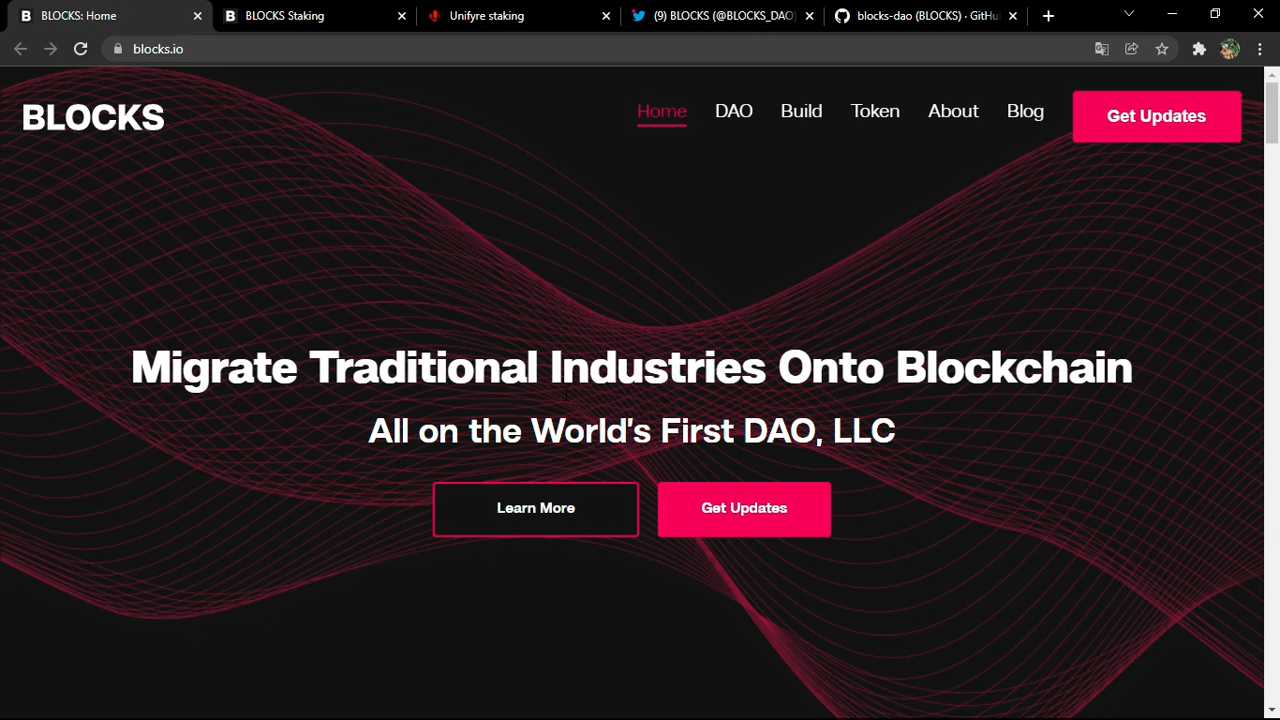 BLOCKS: Home
BLOCKS Staking
Unifyre staking
(9) BLOCKS (@BLOCKS_DAO)
blocks-dao (BLOCKS) · GitHu
blocks.io
BLOCKS
Home
DAO
Build
Token
About
Blog
Get Updates
Migrate Traditional Industries Onto Blockchain
All on the World's First DAO, LLC
Learn More
Get Updates